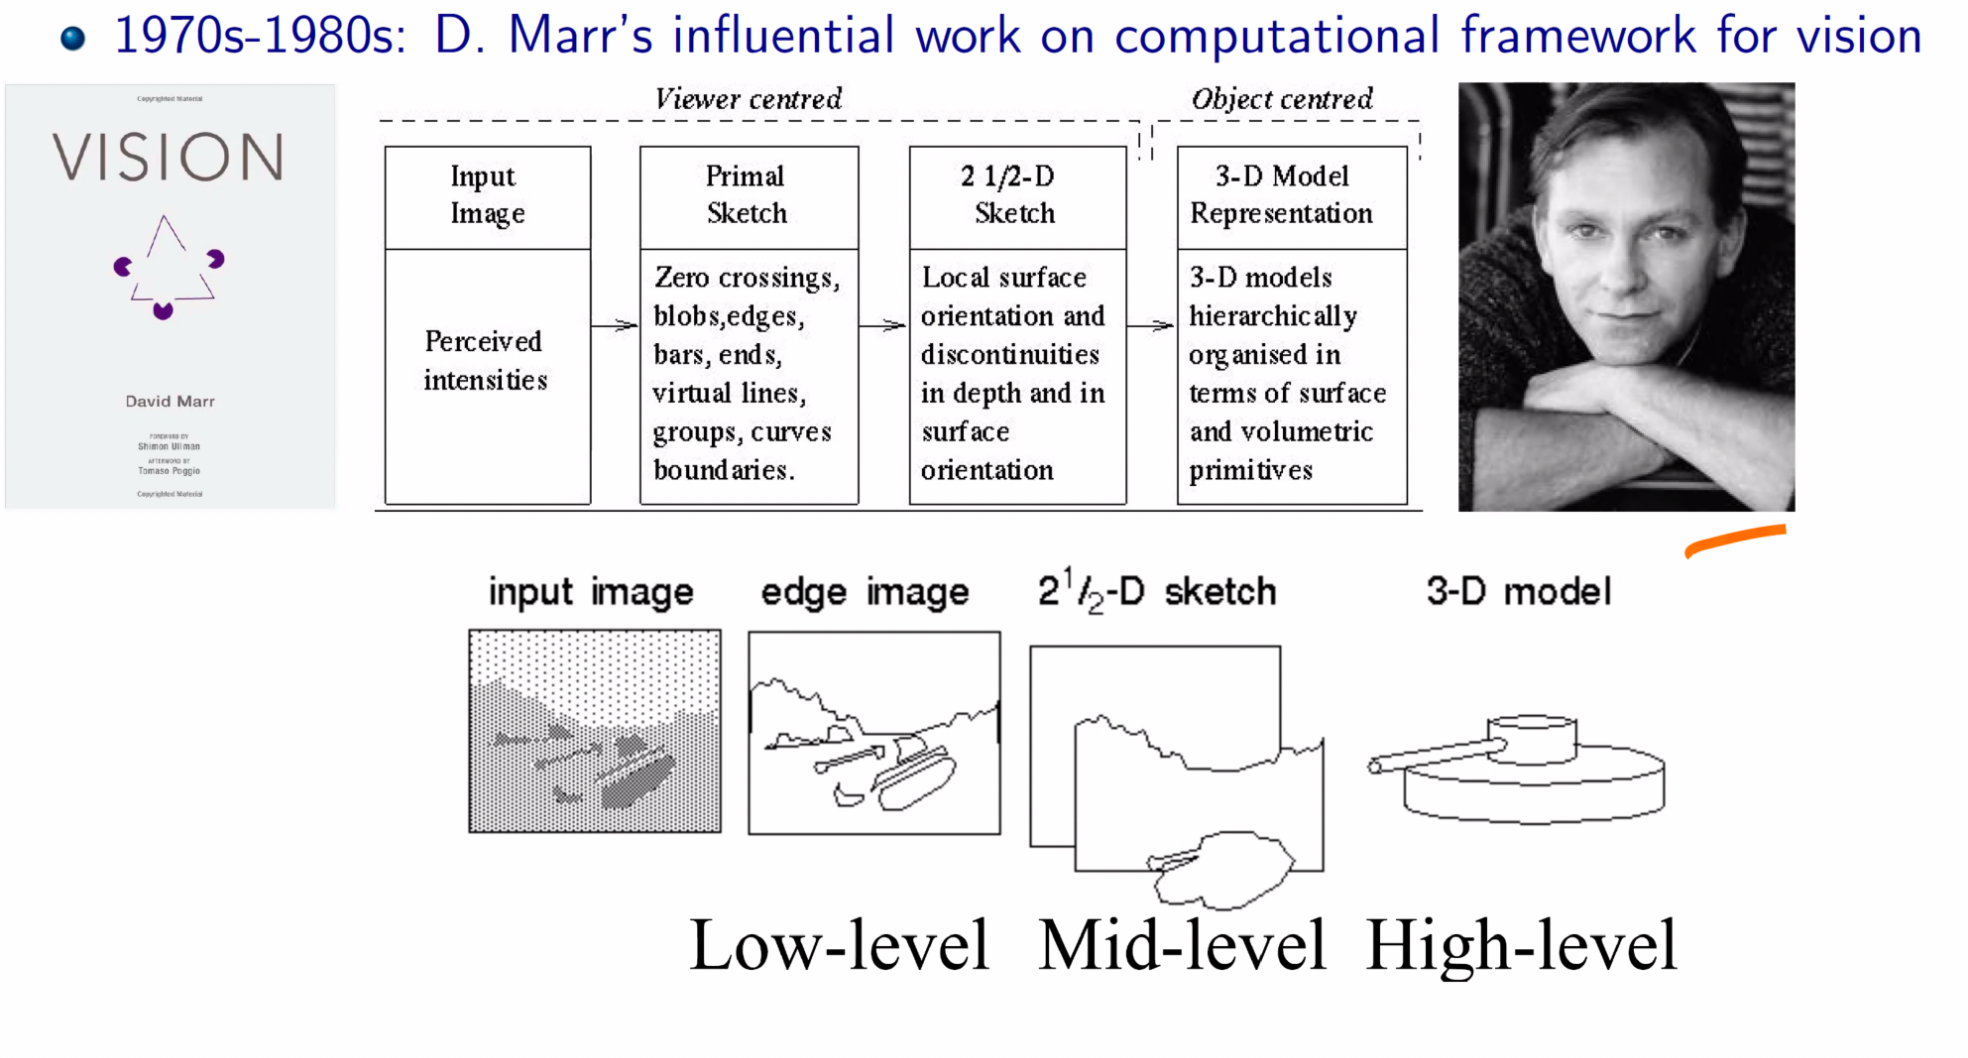 1970s-1980s: D. Marr's influential work on computational framework for vision
Copyrighted Material
VISION
David Marr
FOREWORD BY
Shimon Ullman
AFTERWORD BY
Tomaso Poggio
Copyrighted Material
Viewer centred
Object centred
Input
Image
Perceived
intensities
Primal
Sketch
Zero crossings,
blobs,edges,
bars, ends,
virtual lines,
groups, curves
boundaries.
2 1/2-D
Sketch
Local surface
orientation and
discontinuities
in depth and in
surface
orientation
3-D Model
Representation
3-D models
hierarchically
organised in
terms of surface
and volumetric
primitives
input image
edge image
2 1/2-D sketch
3-D model
Low-level
Mid-level
High-level